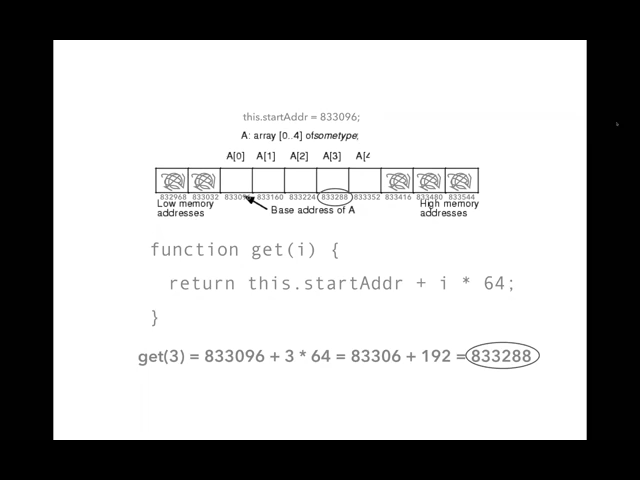 this.startAddr = 833096;
A: array [0..4] of sometype;
A[0] A[1] A[2] A[3] A[4
832968 833032 833096 833160 833224 833288 833352 833416 833480 833544
Low memory addresses
Base address of A
High memory addresses
function get(i) {
return this.startAddr + i * 64;
}
get(3) = 833096 + 3 * 64 = 83306 + 192 = 833288